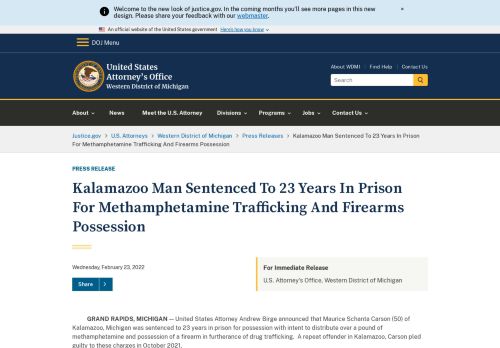 Welcome to the new look of justice.gov. In the coming months you'll see more pages in this new
design. Please share your feedback with our webmaster.
×
An official website of the United States government Here's how you know
DOJ Menu
United States
Attorney's Office
Western District of Michigan
About WDMI | Find Help | Contact Us
Search
About
News
Meet the U.S. Attorney
Divisions
Programs
Jobs
Contact Us
Justice.gov > U.S. Attorneys > Western District of Michigan > Press Releases > Kalamazoo Man Sentenced To 23 Years In Prison
For Methamphetamine Trafficking And Firearms Possession
PRESS RELEASE
Kalamazoo Man Sentenced To 23 Years In Prison
For Methamphetamine Trafficking And Firearms
Possession
Wednesday, February 23, 2022
Share >
For Immediate Release
U.S. Attorney's Office, Western District of Michigan
GRAND RAPIDS, MICHIGAN — United States Attorney Andrew Birge announced that Maurice Schanta Carson (50) of
Kalamazoo, Michigan was sentenced to 23 years in prison for possession with intent to distribute over a pound of
methamphetamine and possession of a firearm in furtherance of drug trafficking. A repeat offender in Kalamazoo, Carson pled
guilty to these charges in October 2021.